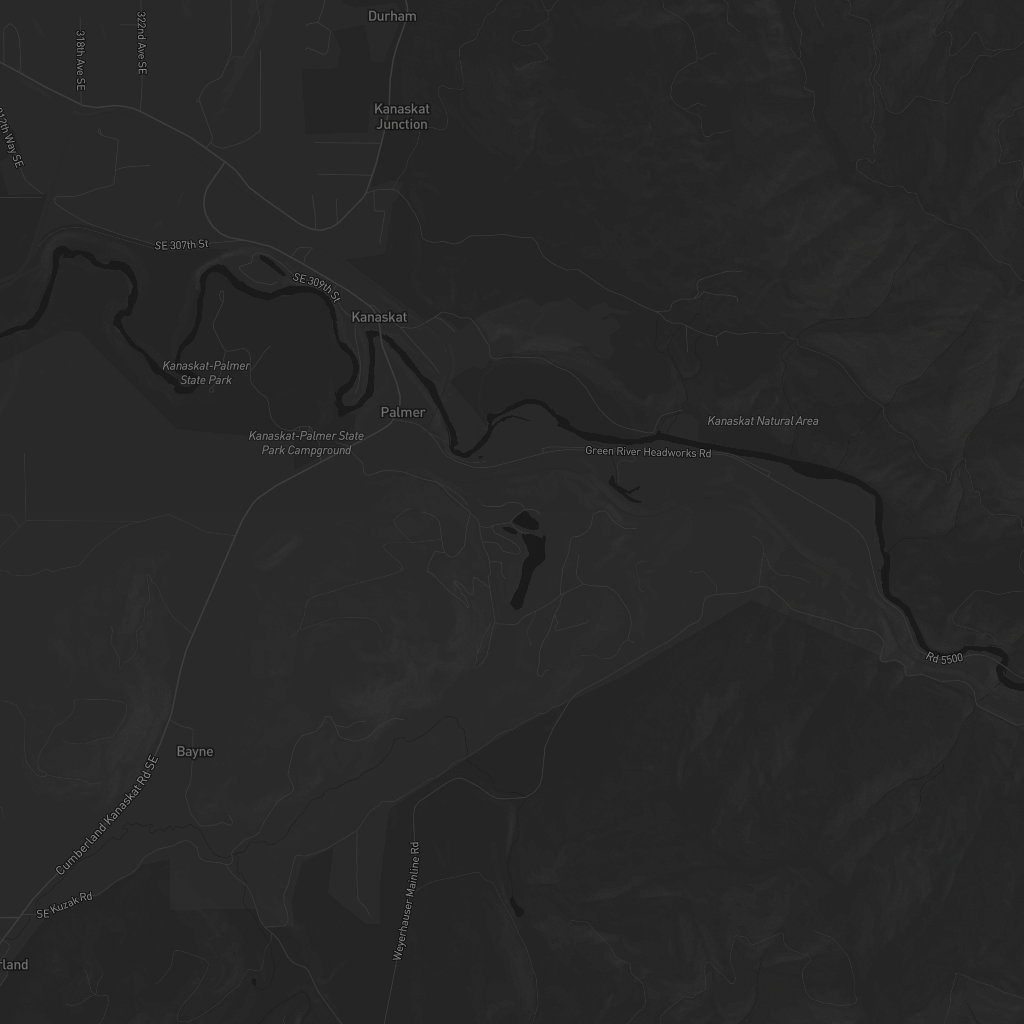 Durham
322nd Ave SE
318th Ave SE
Kanaskat
Junction
312th Way SE
SE 307th St
SE 309th St
Kanaskat
Kanaskat-Palmer
State Park
Palmer
Kanaskat Natural Area
Kanaskat-Palmer State
Park Campground
Green River Headworks Rd
Rd 5500
Bayne
Cumberland Kanaskat Rd SE
Weyerhauser Mainline Rd
SE Kuzak Rd
rland